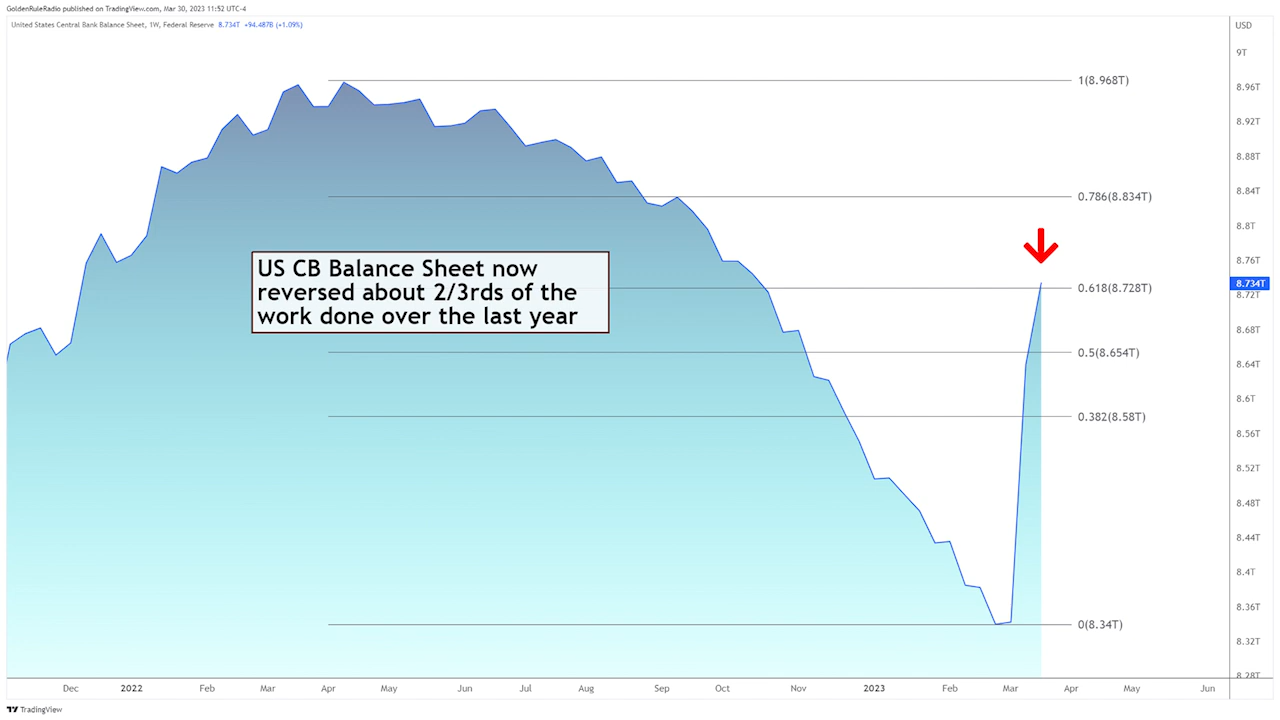 GoldenRuleRadio published on TradingView.com, Mar 30, 2023 11:52 UTC-4
United States Central Bank Balance Sheet, 1W, Federal Reserve 8.734T +94.487B (+1.09%)
USD
9T
1(8.968T)
8.96T
8.92T
8.88T
8.84T
0.786(8.834T)
8.8T
8.76T
US CB Balance Sheet now
reversed about 2/3rds of the
work done over the last year
8.734T
0.618(8.728T)
8.72T
8.68T
0.5(8.654T)
8.64T
8.6T
0.382(8.58T)
8.56T
8.52T
8.48T
8.44T
8.4T
8.36T
0(8.34T)
8.32T
8.28T
Dec 2022 Feb Mar Apr May Jun Jul Aug Sep Oct Nov 2023 Feb Mar Apr May Jun
TradingView